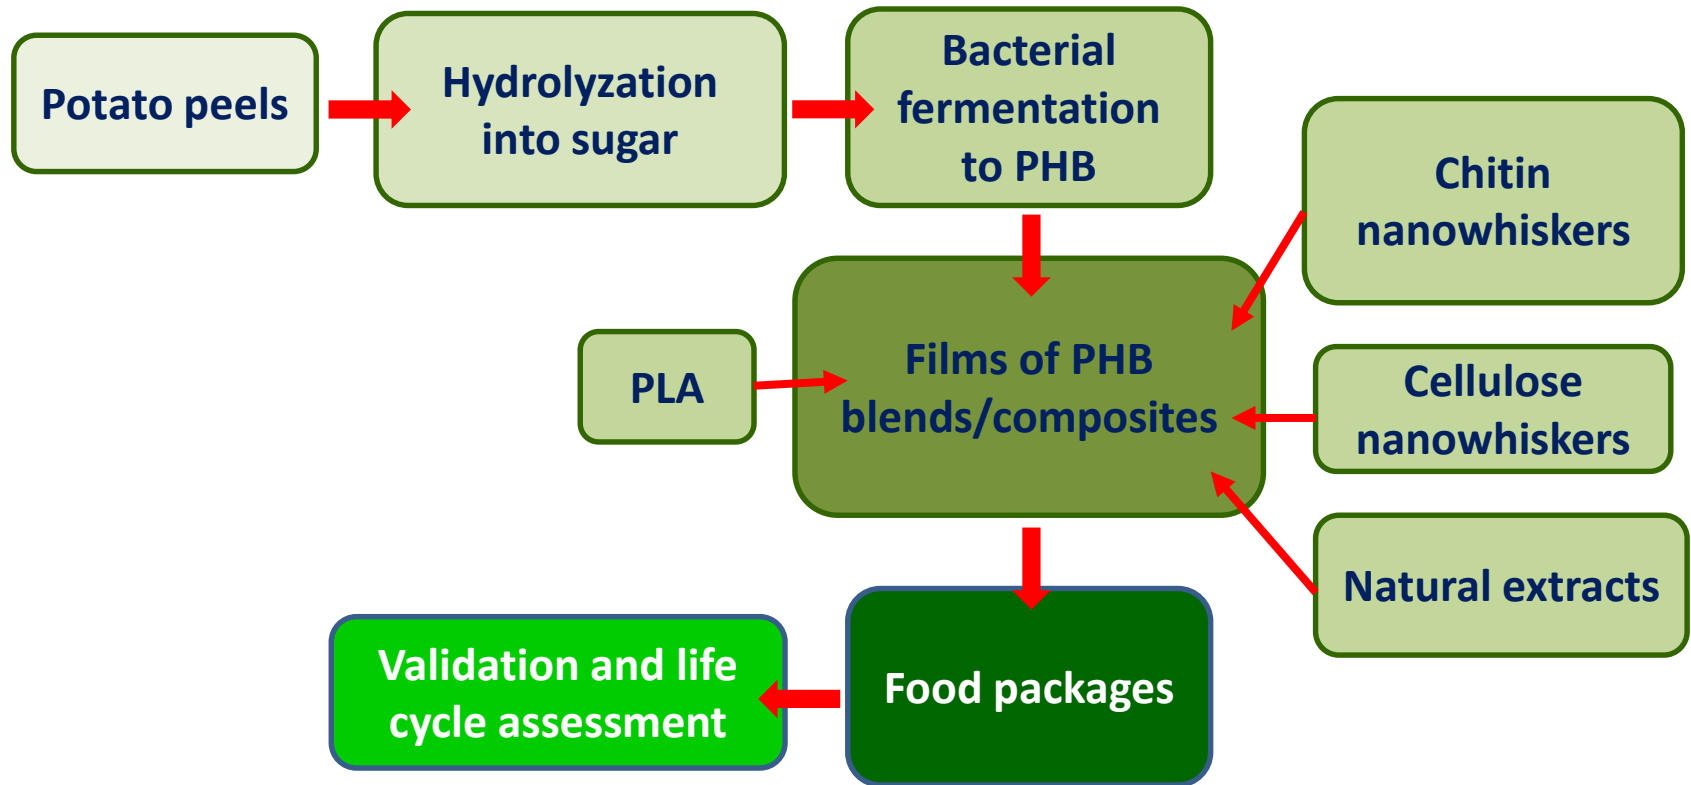 Potato peels
Hydrolyzation
into sugar
Bacterial
fermentation
to PHB
Chitin
nanowhiskers
PLA
Films of PHB
blends/composites
Cellulose
nanowhiskers
Natural extracts
Validation and life
cycle assessment
Food packages